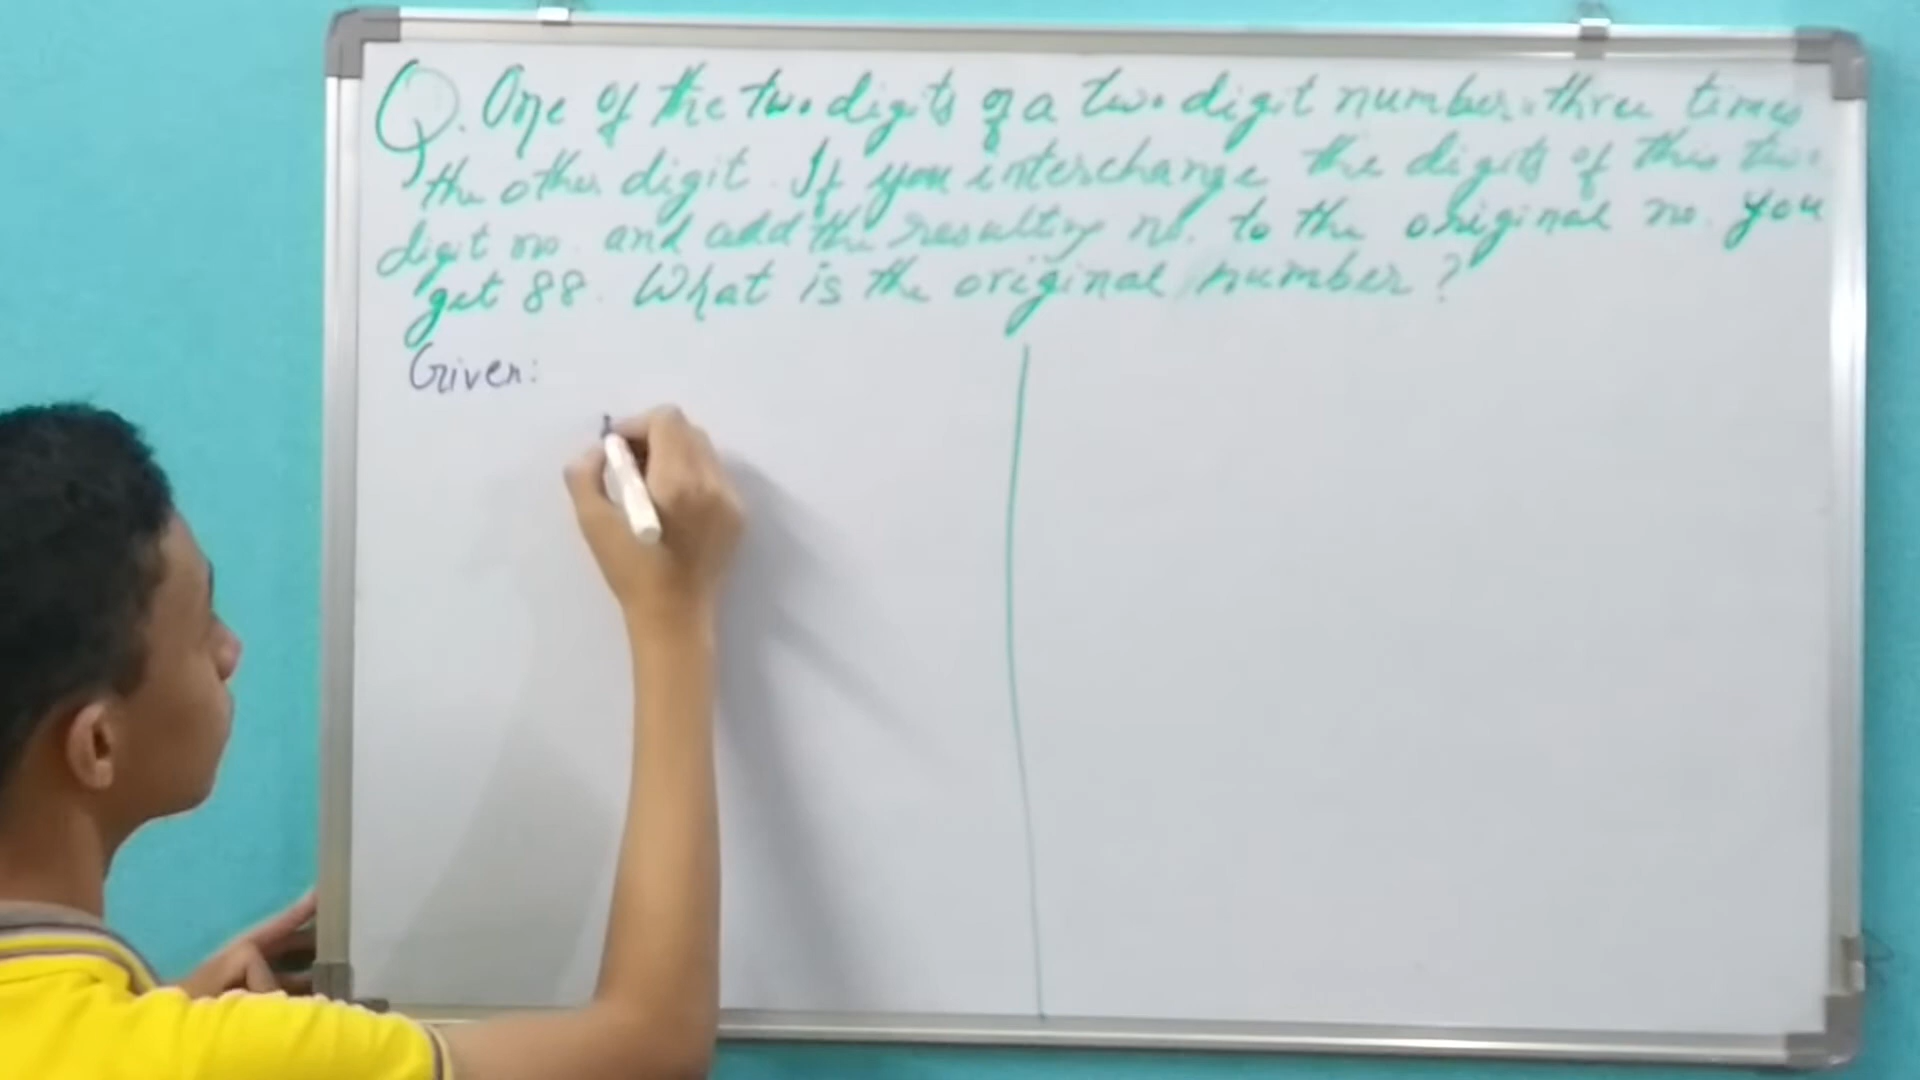 Q. One of the two digits of a two digit number is three times
the other digit. If you interchange the digits of this two
digit no. and add the resulting no. to the original no. you
get 88. What is the original number?
Given: